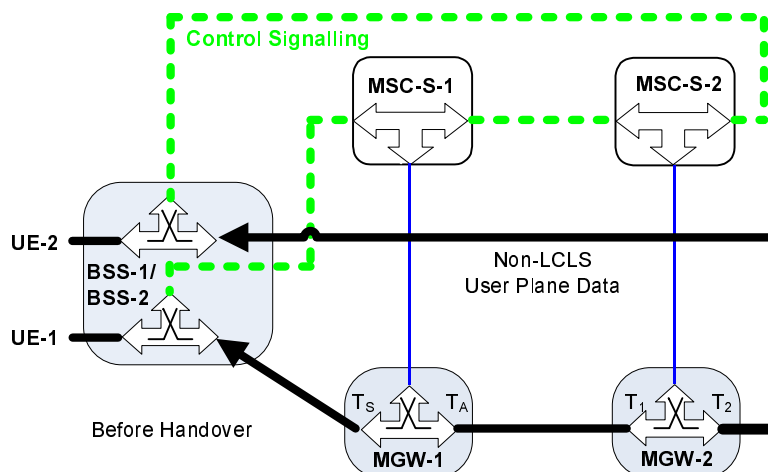 Control Signalling
MSC-S-1
MSC-S-2
UE-2
BSS-1/
BSS-2
Non-LCLS
User Plane Data
UE-1
TS
TA
T1
T2
Before Handover
MGW-1
MGW-2